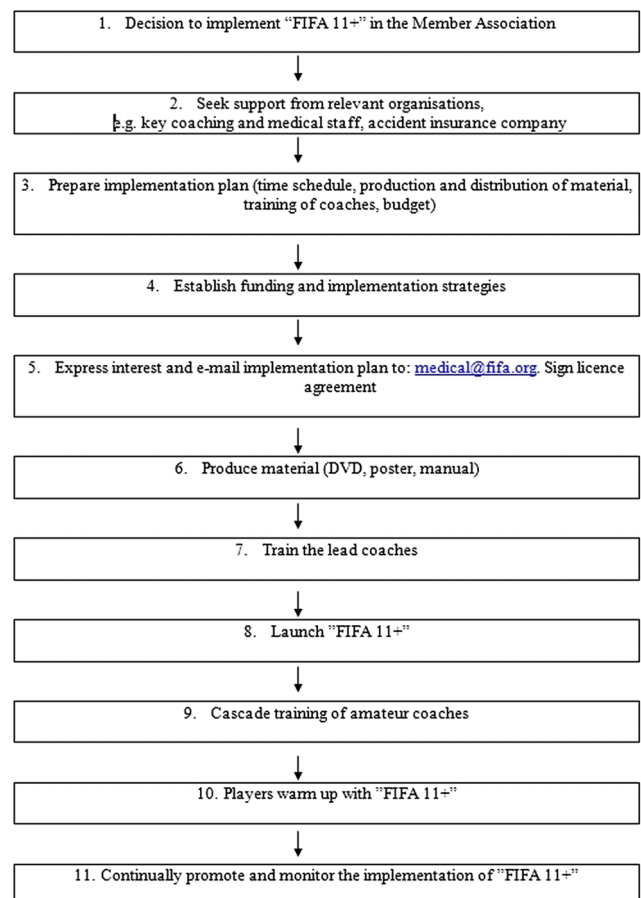 1. Decision to implement “FIFA 11+” in the Member Association
2. Seek support from relevant organisations,
e.g. key coaching and medical staff, accident insurance company
3. Prepare implementation plan (time schedule, production and distribution of material,
training of coaches, budget)
4. Establish funding and implementation strategies
5. Express interest and e-mail implementation plan to: medical@fifa.org. Sign licence
agreement
6. Produce material (DVD, poster, manual)
7. Train the lead coaches
8. Launch ”FIFA 11+”
9. Cascade training of amateur coaches
10. Players warm up with ”FIFA 11+”
11. Continually promote and monitor the implementation of ”FIFA 11+”